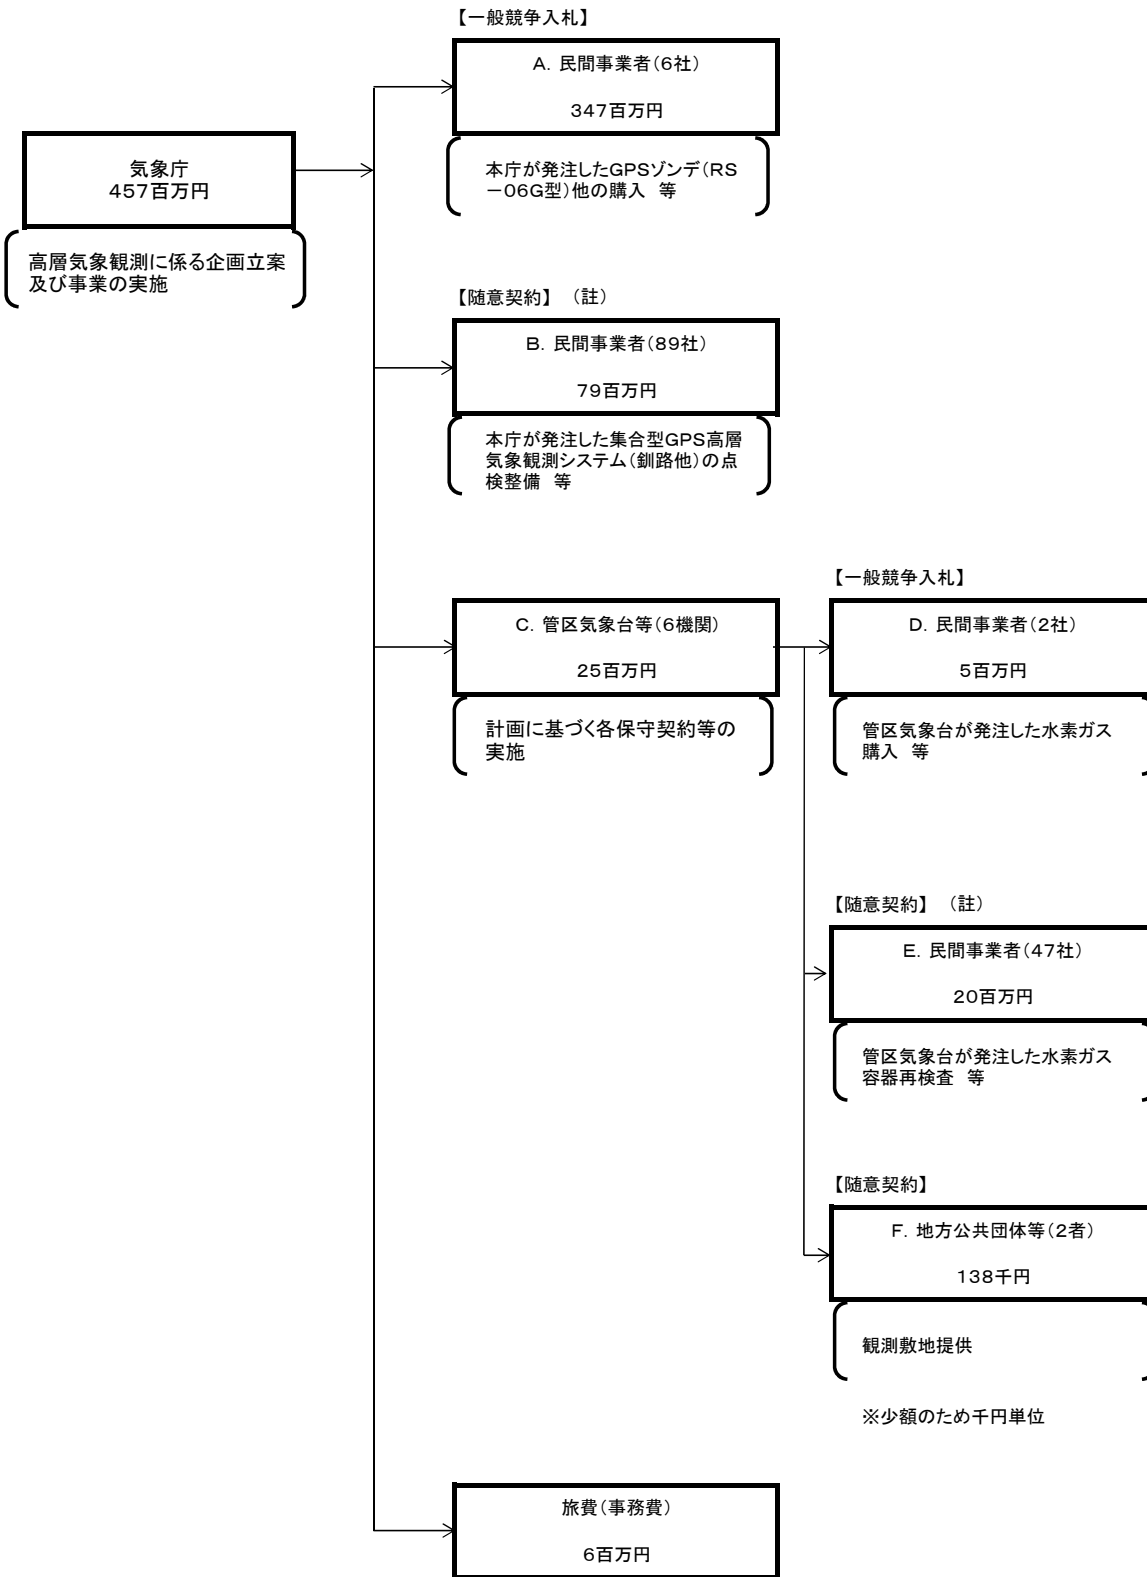 【一般競争入札】
A. 民間事業者(6社)
347百万円
本庁が発注したGPSゾンデ(RS
-06G型)他の購入 等
気象庁
457百万円
高層気象観測に係る企画立案
及び事業の実施
【随意契約】 (註)
B. 民間事業者(89社)
79百万円
本庁が発注した集合型GPS高層
気象観測システム(釧路他)の点
検整備 等
C. 管区気象台等(6機関)
25百万円
計画に基づく各保守契約等の
実施
【一般競争入札】
D. 民間事業者(2社)
5百万円
管区気象台が発注した水素ガス
購入 等
【随意契約】 (註)
E. 民間事業者(47社)
20百万円
管区気象台が発注した水素ガス
容器再検査 等
【随意契約】
F. 地方公共団体等(2者)
138千円
観測敷地提供
※少額のため千円単位
旅費(事務費)
6百万円